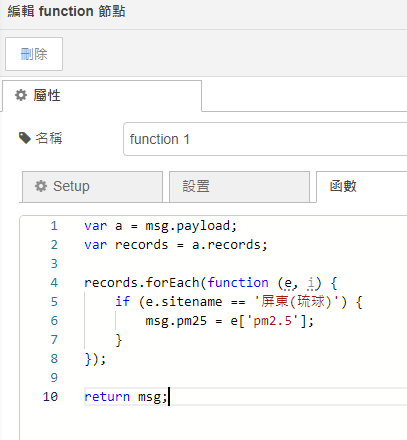 編輯 function 節點
刪除
屬性
名稱
function 1
Setup
設置
函數
1 var a = msg.payload;
2 var records = a.records;
3
4 records.forEach(function (e, i) {
5 if (e.sitename == '屏東(琉球)') {
6 msg.pm25 = e['pm2.5'];
7 }
8 });
9
10 return msg;